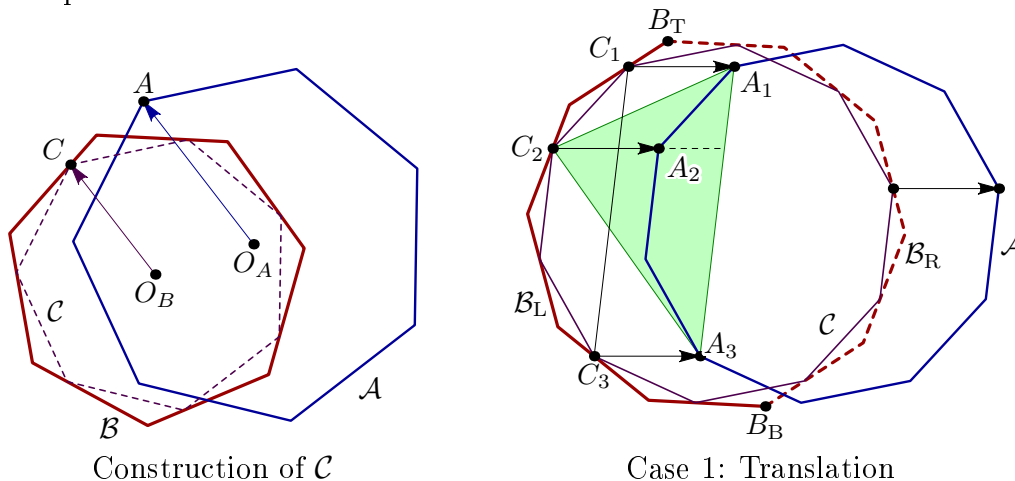 A
C
O_A
O_B
𝒞
𝒜
ℬ
Construction of 𝒞
B_T
C_1
A_1
C_2
A_2
𝒜
ℬ_R
ℬ_L
𝒞
A_3
C_3
B_B
Case 1: Translation